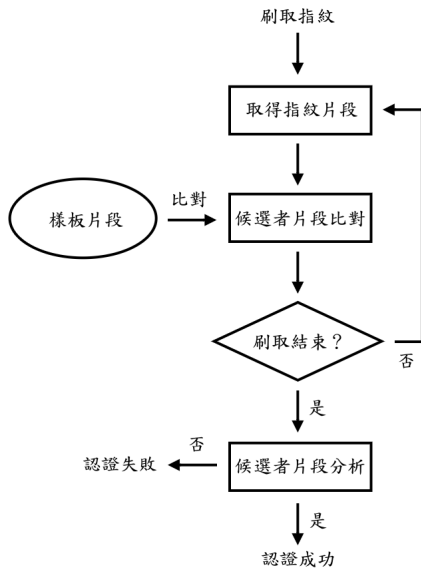 刷取指紋
取得指紋片段
比對
樣板片段
候選者片段比對
刷取結束？
否
是
否
認證失敗
候選者片段分析
是
認證成功